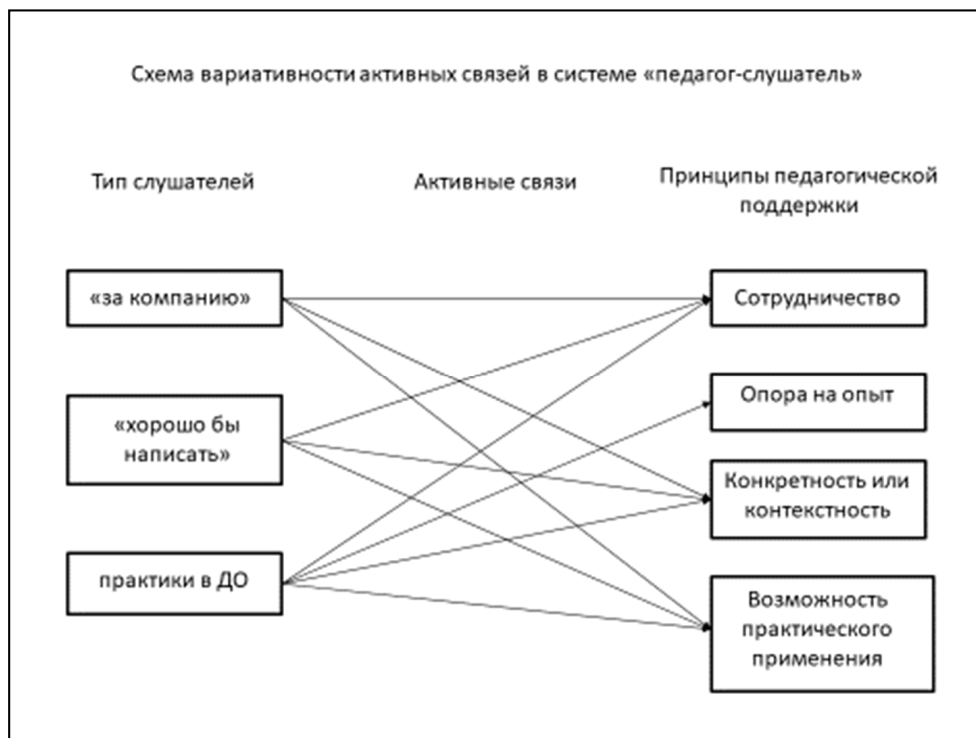 Схема вариативности активных связей в системе «педагог-слушатель»
Тип слушателей
Активные связи
Принципы педагогической
поддержки
«за компанию»
Сотрудничество
Опора на опыт
«хорошо бы
написать»
Конкретность или
контекстность
практики в ДО
Возможность
практического
применения